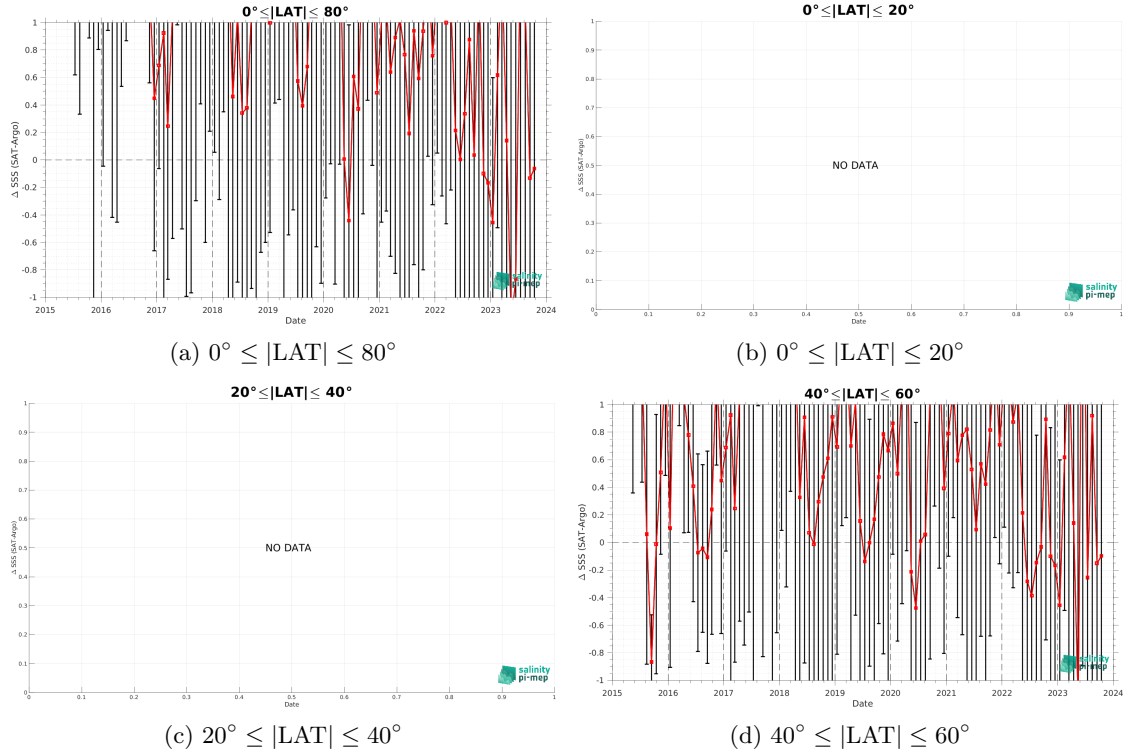 0°≤|LAT|≤ 80°
Δ SSS (SAT-Argo)
1
0.8
0.6
0.4
0.2
0
-0.2
-0.4
-0.6
-0.8
-1
2015 2016 2017 2018 2019 2020 2021 2022 2023 2024
Date
salinity
pi-mep
(a) 0° ≤ |LAT| ≤ 80°
0°≤|LAT|≤ 20°
Δ SSS (SAT-Argo)
1
0.9
0.8
0.7
0.6
0.5
0.4
0.3
0.2
0.1
0
NO DATA
0 0.1 0.2 0.3 0.4 0.5 0.6 0.7 0.8 0.9 1
Date
salinity
pi-mep
(b) 0° ≤ |LAT| ≤ 20°
20°≤|LAT|≤ 40°
Δ SSS (SAT-Argo)
1
0.9
0.8
0.7
0.6
0.5
0.4
0.3
0.2
0.1
0
NO DATA
0 0.1 0.2 0.3 0.4 0.5 0.6 0.7 0.8 0.9 1
Date
salinity
pi-mep
(c) 20° ≤ |LAT| ≤ 40°
40°≤|LAT|≤ 60°
Δ SSS (SAT-Argo)
1
0.8
0.6
0.4
0.2
0
-0.2
-0.4
-0.6
-0.8
-1
2015 2016 2017 2018 2019 2020 2021 2022 2023 2024
Date
salinity
pi-mep
(d) 40° ≤ |LAT| ≤ 60°